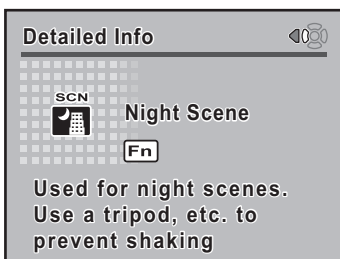 Detailed Info
SCN
Night Scene
Fn
Used for night scenes.
Use a tripod, etc. to
prevent shaking